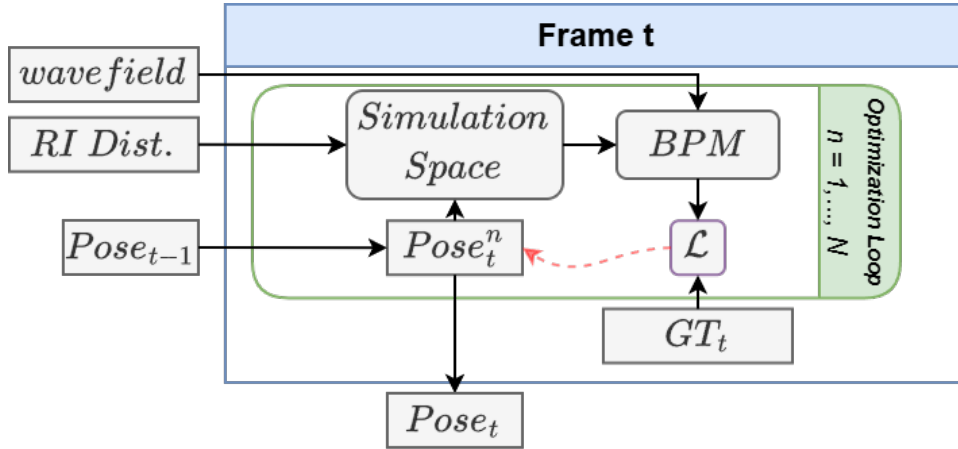 Frame t
wavefield
RI Dist.
Simulation
Space
BPM
Optimization Loop
n = 1,..., N
Pose_{t-1}
Pose_t^n
ℒ
GT_t
Pose_t